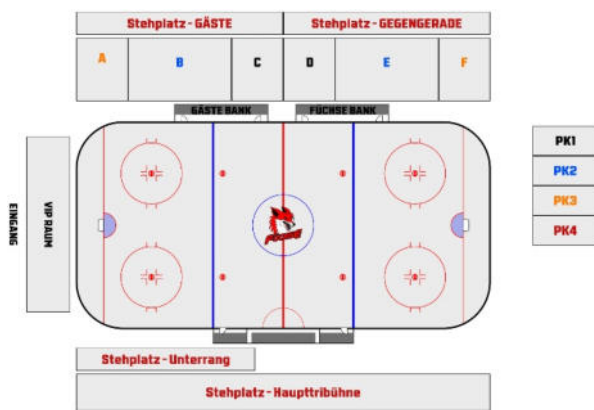 Stehplatz - GÄSTE
Stehplatz - GEGENGERADE
A
B
C
D
E
F
GÄSTE BANK
FÜCHSE BANK
EINGANG
VIP RAUM
PK1
PK2
PK3
PK4
FÜCHSE
Stehplatz - Unterrang
Stehplatz - Haupttribühne